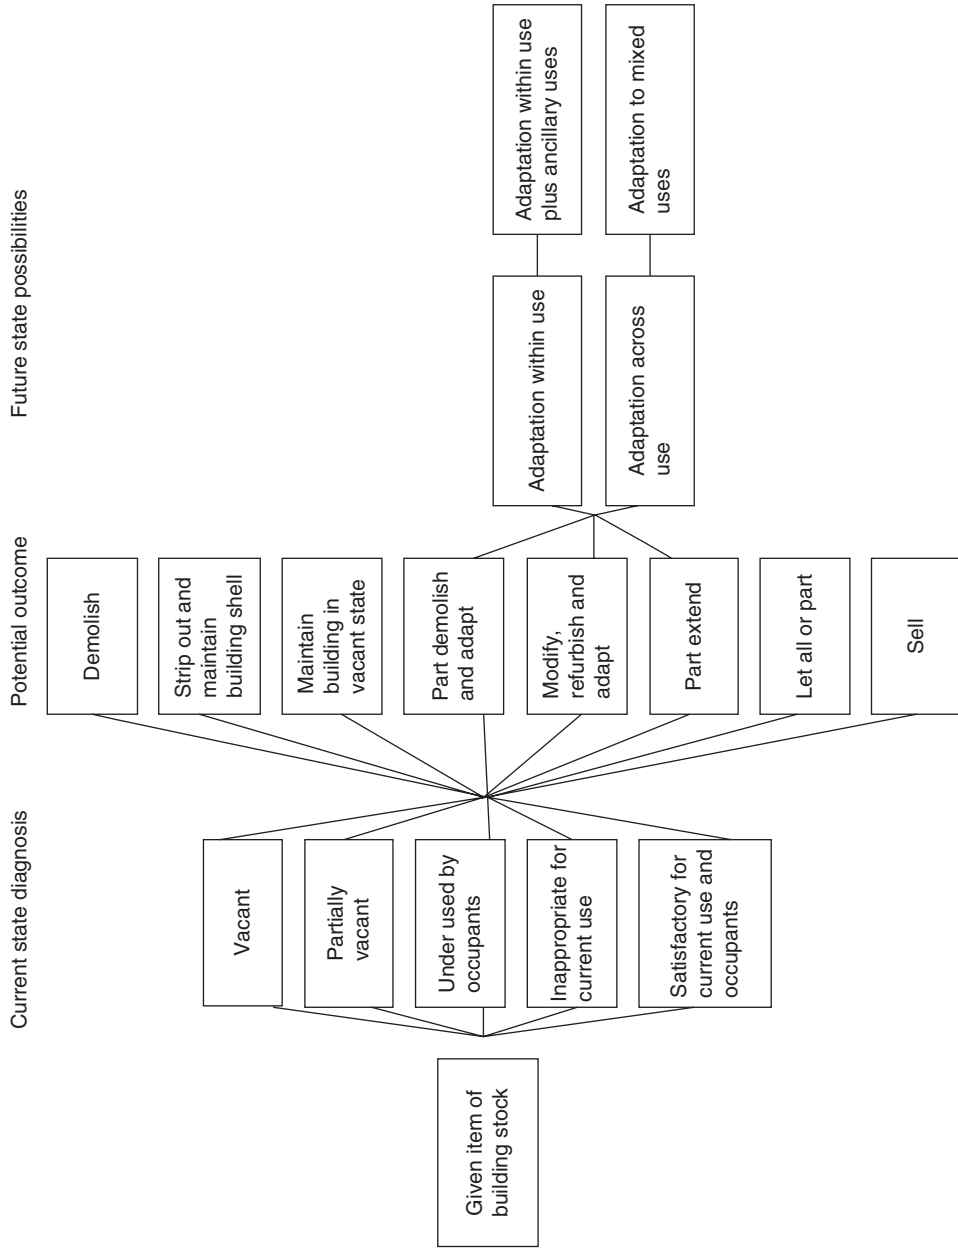 Current state diagnosis
Potential outcome
Future state possibilities
Given item of
building stock
Vacant
Partially
vacant
Under used by
occupants
Inappropriate for
current use
Satisfactory for
current use and
occupants
Demolish
Strip out and
maintain
building shell
Maintain
building in
vacant state
Part demolish
and adapt
Modify,
refurbish and
adapt
Part extend
Let all or part
Sell
Adaptation within use
Adaptation across
use
Adaptation within use
plus ancillary uses
Adaptation to mixed
uses